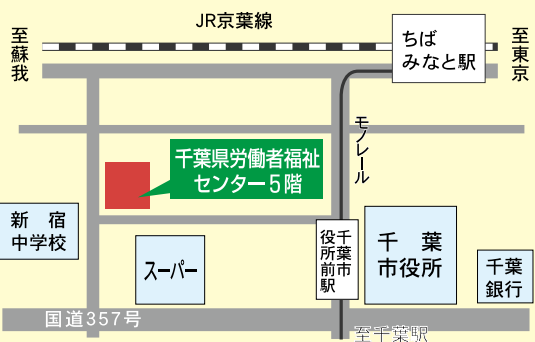 JR京葉線
至蘇我
ちば
みなと駅
至東京
モノレール
千葉県労働者福祉
センター5階
新宿
中学校
スーパー
千葉市
役所前駅
千葉
市役所
千葉
銀行
国道357号
至千葉駅